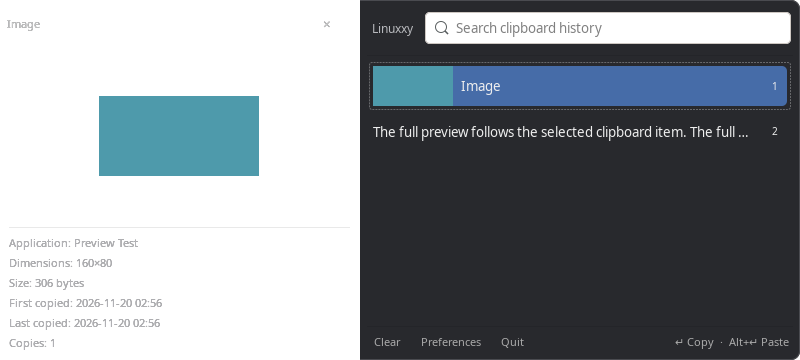 Image ×
Application: Preview Test
Dimensions: 160×80
Size: 306 bytes
First copied: 2026-11-20 02:56
Last copied: 2026-11-20 02:56
Copies: 1
Linuxxy Search clipboard history
Image 1
The full preview follows the selected clipboard item. The full ... 2
Clear Preferences Quit ↵ Copy · Alt+↵ Paste